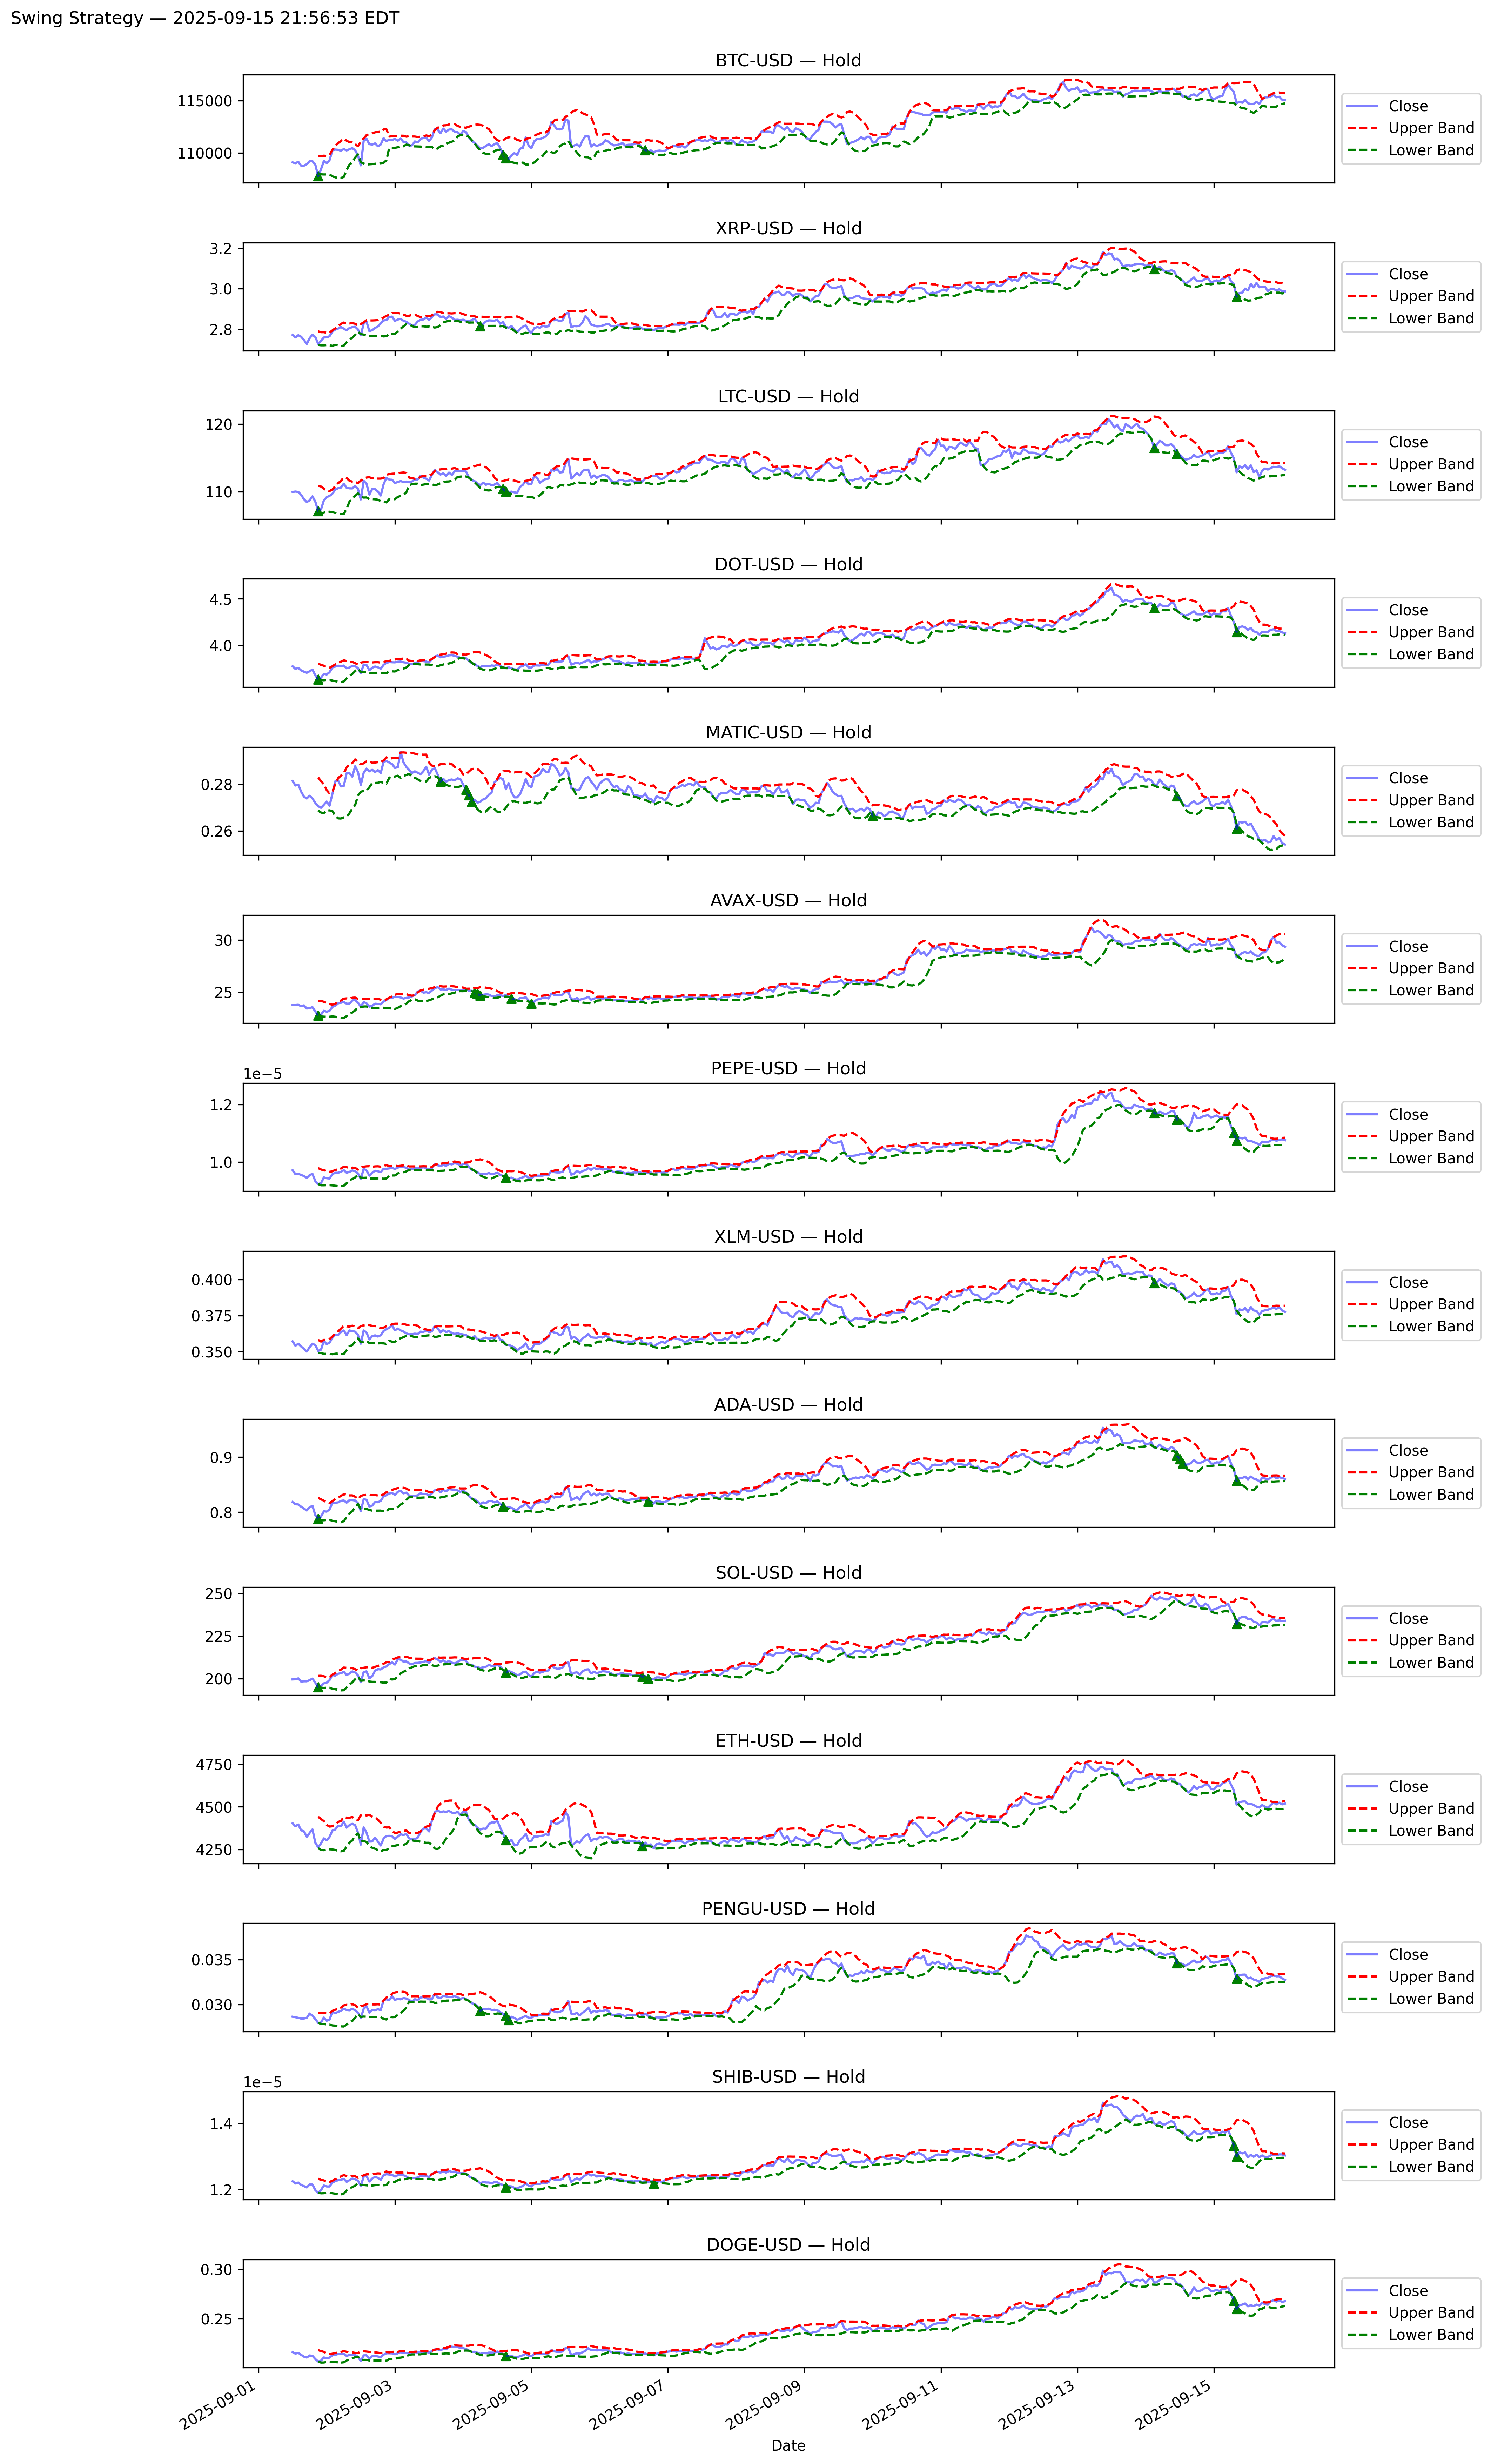 Swing Strategy — 2025-09-15 21:56:53 EDT
BTC-USD — Hold
115000
110000
Close
Upper Band
Lower Band
XRP-USD — Hold
3.2
3.0
2.8
Close
Upper Band
Lower Band
LTC-USD — Hold
120
110
Close
Upper Band
Lower Band
DOT-USD — Hold
4.5
4.0
Close
Upper Band
Lower Band
MATIC-USD — Hold
0.28
0.26
Close
Upper Band
Lower Band
AVAX-USD — Hold
30
25
Close
Upper Band
Lower Band
PEPE-USD — Hold
1e−5
1.2
1.0
Close
Upper Band
Lower Band
XLM-USD — Hold
0.400
0.375
0.350
Close
Upper Band
Lower Band
ADA-USD — Hold
0.9
0.8
Close
Upper Band
Lower Band
SOL-USD — Hold
250
225
200
Close
Upper Band
Lower Band
ETH-USD — Hold
4750
4500
4250
Close
Upper Band
Lower Band
PENGU-USD — Hold
0.035
0.030
Close
Upper Band
Lower Band
SHIB-USD — Hold
1e−5
1.4
1.2
Close
Upper Band
Lower Band
DOGE-USD — Hold
0.30
0.25
Close
Upper Band
Lower Band
2025-09-01
2025-09-03
2025-09-05
2025-09-07
2025-09-09
2025-09-11
2025-09-13
2025-09-15
Date